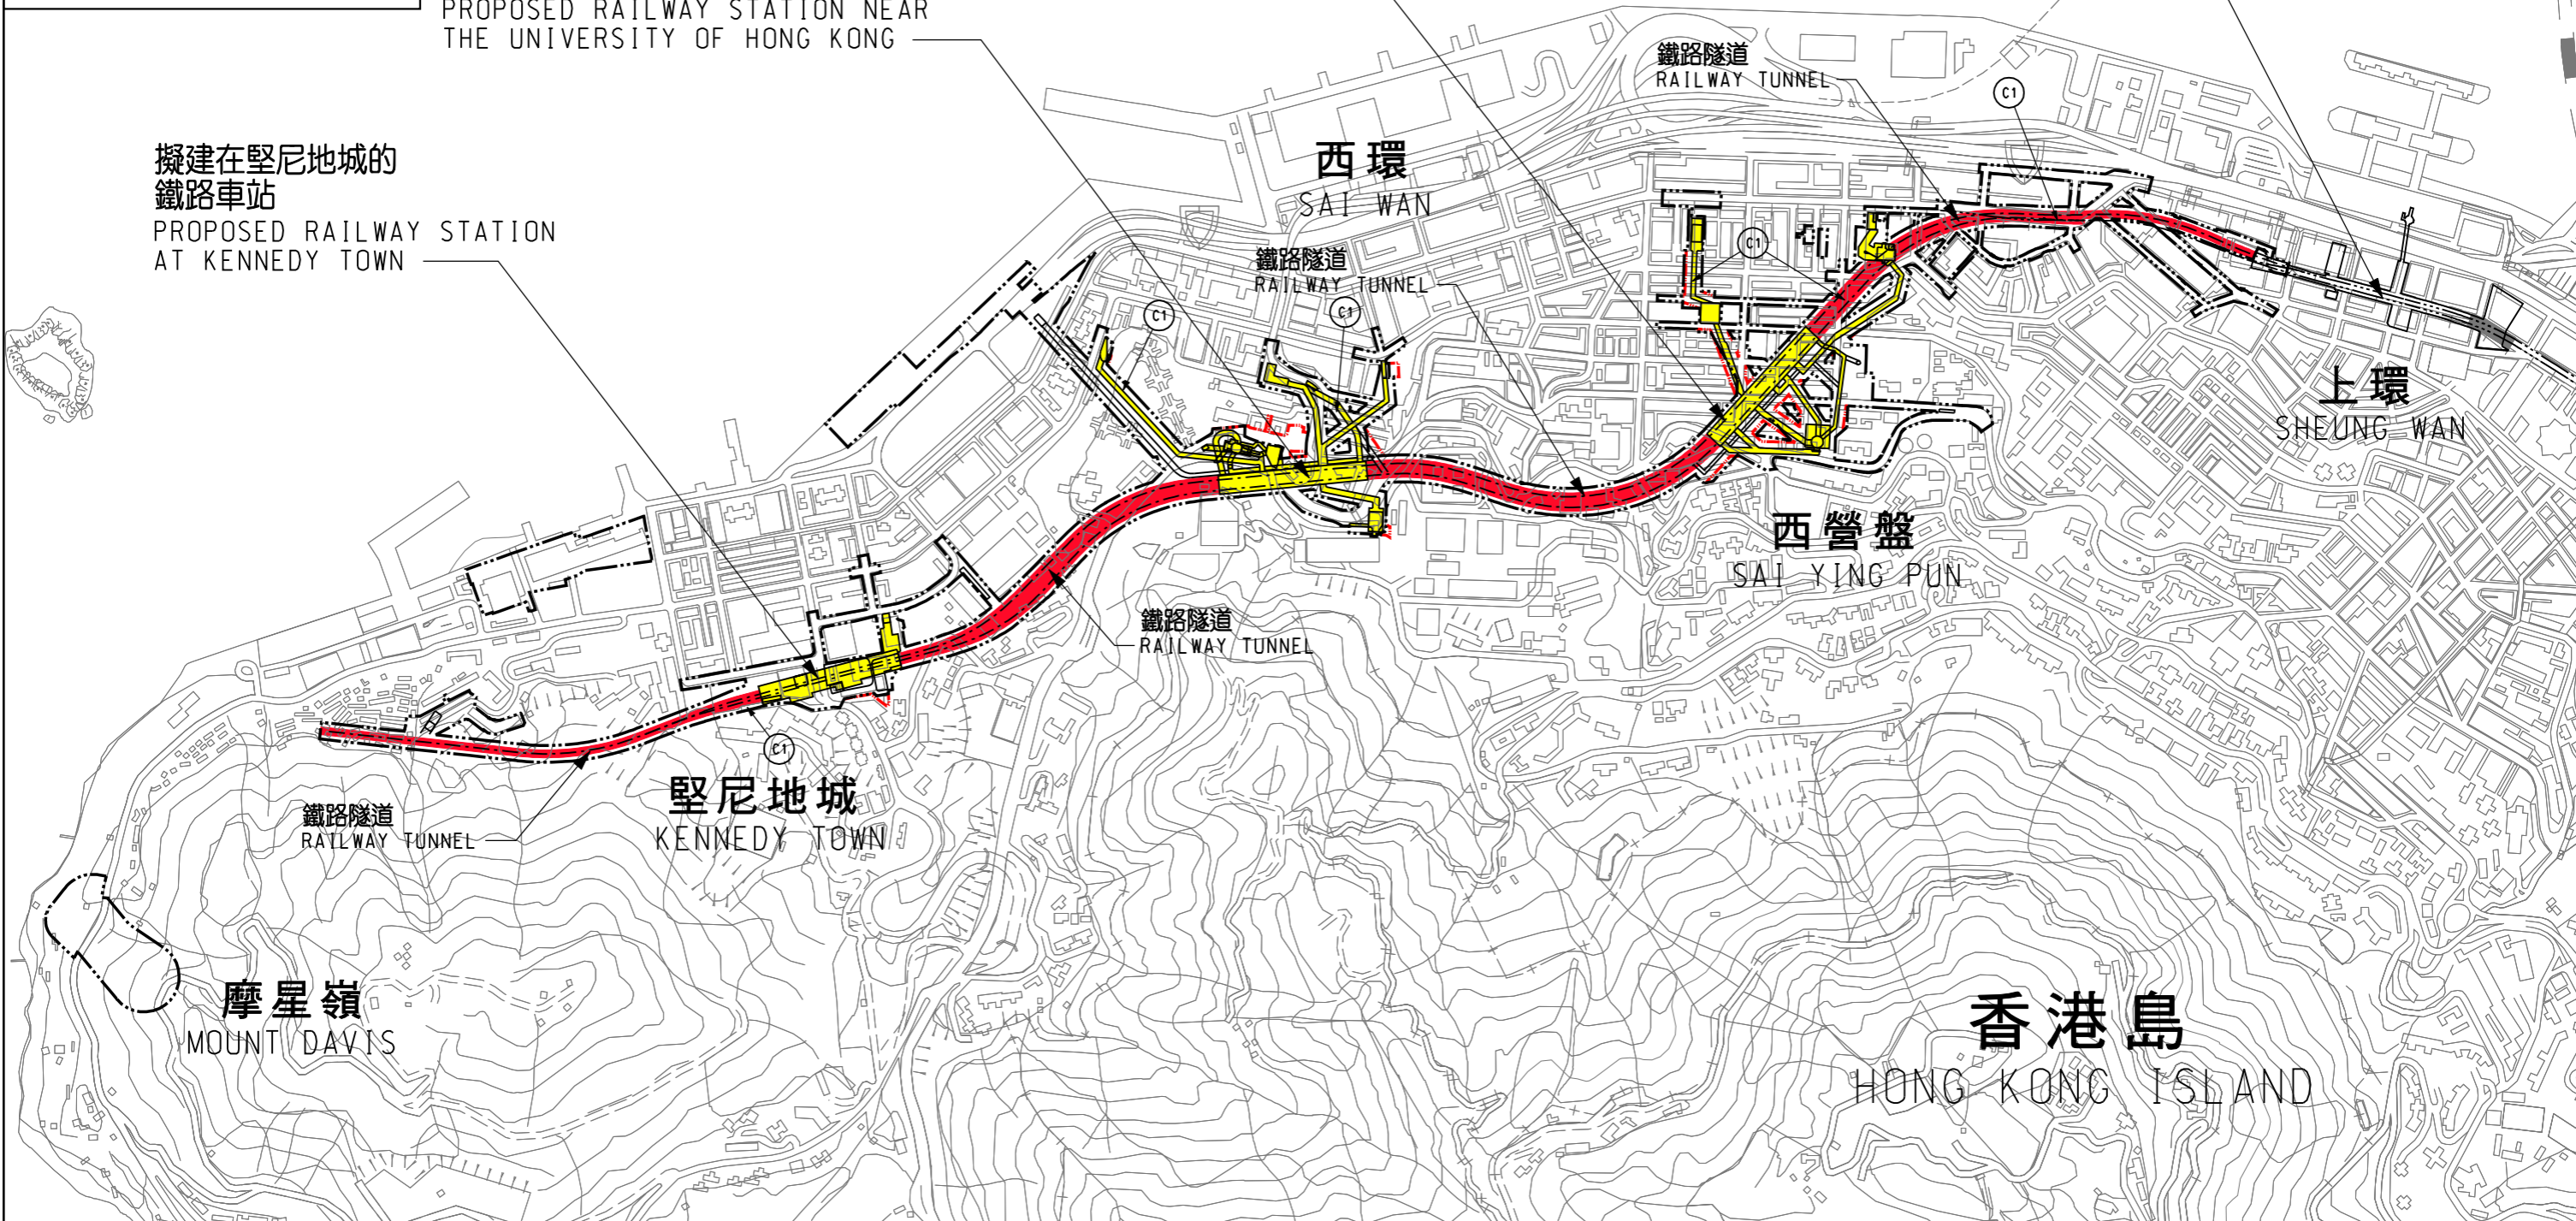 PROPOSED RAILWAY STATION NEAR
THE UNIVERSITY OF HONG KONG
擬建在堅尼地城的
鐵路車站
PROPOSED RAILWAY STATION
AT KENNEDY TOWN
鐵路隧道
RAILWAY TUNNEL
C1
西環
SAI WAN
鐵路隧道
RAILWAY TUNNEL
C1
C1
C1
上環
SHEUNG WAN
西營盤
SAI YING PUN
鐵路隧道
RAILWAY TUNNEL
C1
堅尼地城
KENNEDY TOWN
鐵路隧道
RAILWAY TUNNEL
摩星嶺
MOUNT DAVIS
香港島
HONG KONG ISLAND